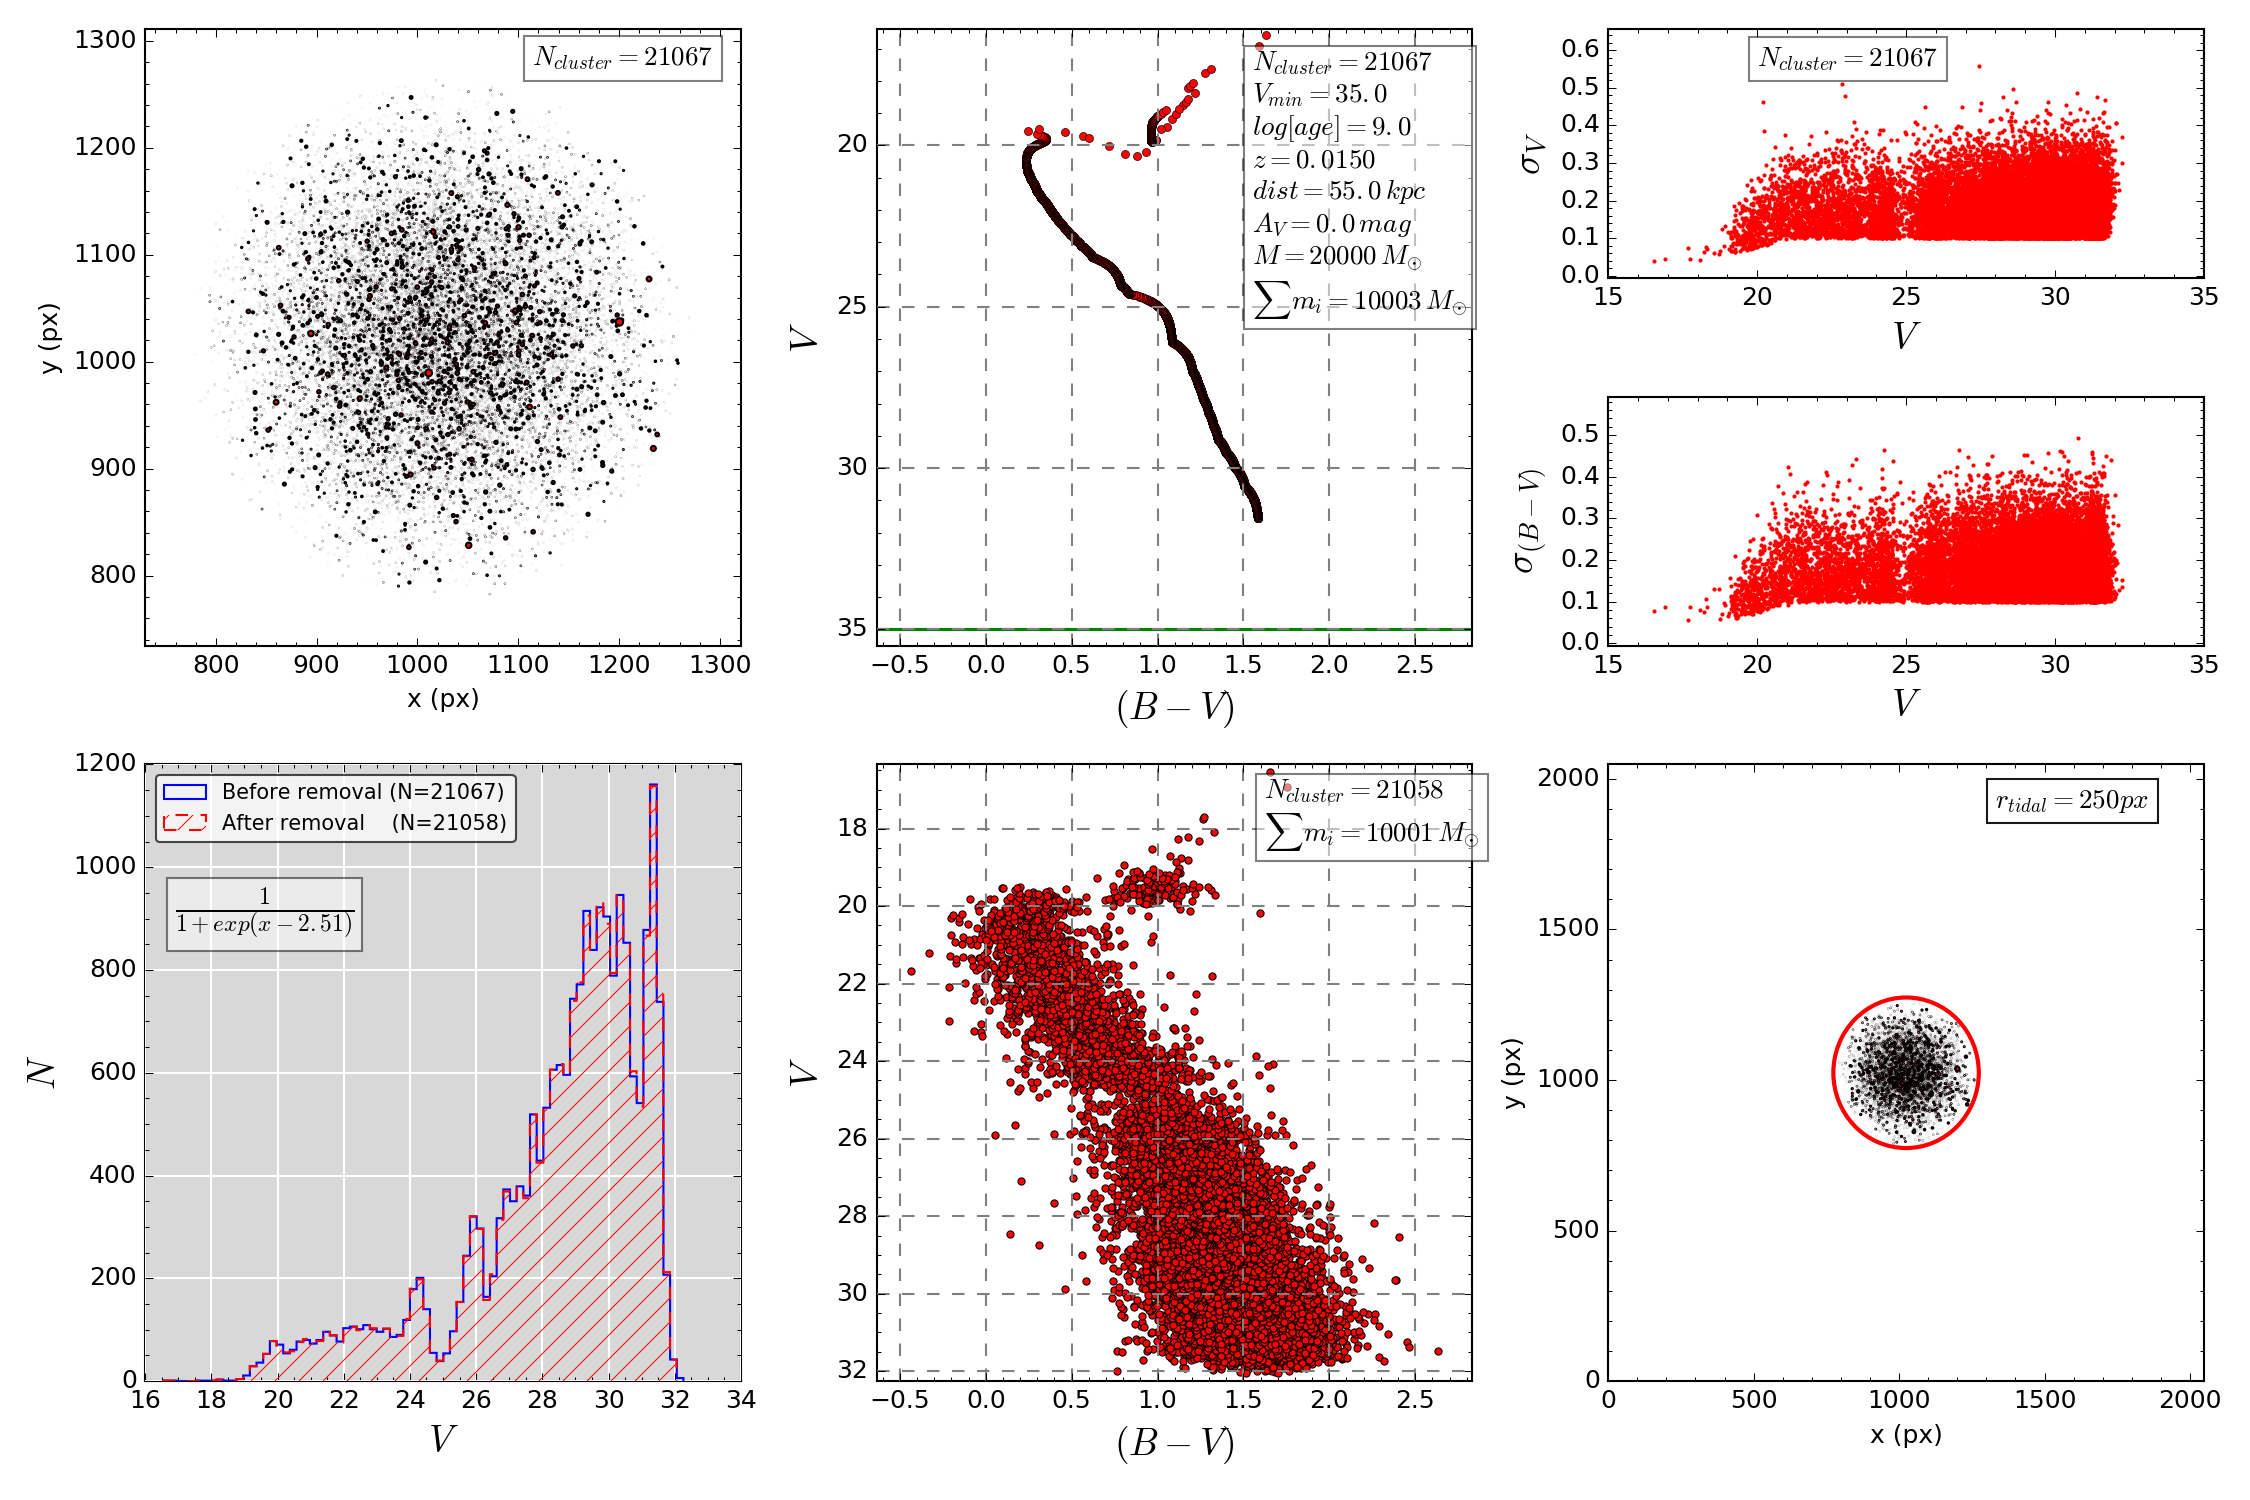 N_cluster = 21067
1300
1200
1100
1000
900
800
y (px)
800 900 1000 1100 1200 1300
x (px)
N_cluster = 21067
V_min = 35.0
log[age] = 9.0
z = 0.0150
dist = 55.0 kpc
A_V = 0.0 mag
M = 20000 M_⊙
∑ m_i = 10003 M_⊙
20
25
30
35
V
−0.5 0.0 0.5 1.0 1.5 2.0 2.5
(B − V)
N_cluster = 21067
0.6
0.5
0.4
0.3
0.2
0.1
0.0
σ_V
15 20 25 30 35
V
0.5
0.4
0.3
0.2
0.1
0.0
σ_(B − V)
15 20 25 30 35
V
1200
1000
800
600
400
200
0
N
Before removal (N=21067)
After removal (N=21058)
1
1 + exp(x − 2.51)
16 18 20 22 24 26 28 30 32 34
V
N_cluster = 21058
∑ m_i = 10001 M_⊙
18
20
22
24
26
28
30
32
V
−0.5 0.0 0.5 1.0 1.5 2.0 2.5
(B − V)
r_tidal = 250px
2000
1500
1000
500
0
y (px)
0 500 1000 1500 2000
x (px)